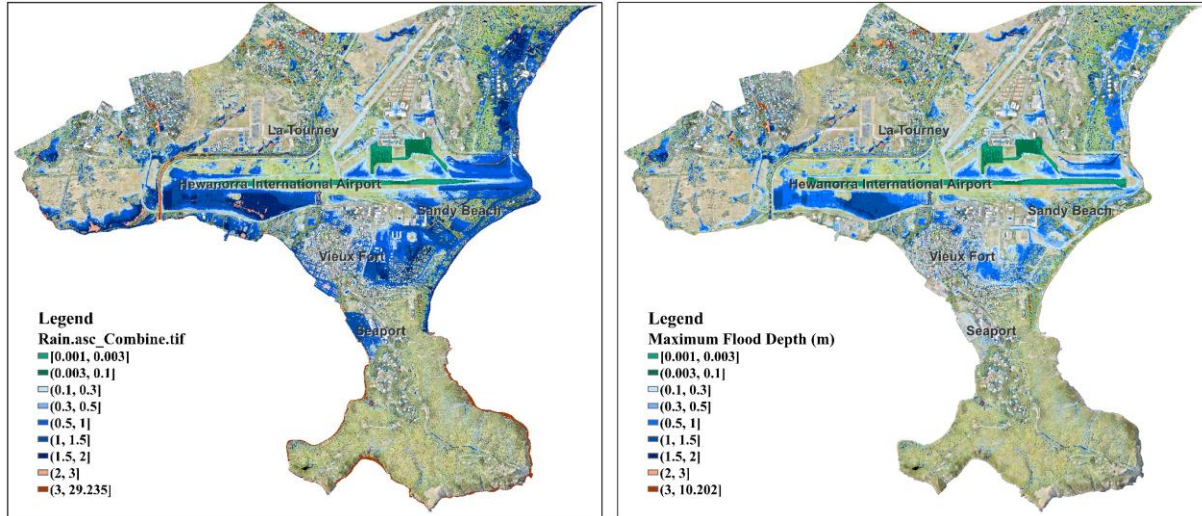 La Tourney
Hewanorra International Airport
Sandy Beach
Vieux Fort
Seaport
Legend
Rain.asc_Combine.tif
[0.001, 0.003]
(0.003, 0.1]
(0.1, 0.3]
(0.3, 0.5]
(0.5, 1]
(1, 1.5]
(1.5, 2]
(2, 3]
(3, 29.235]
La Tourney
Hewanorra International Airport
Sandy Beach
Vieux Fort
Seaport
Legend
Maximum Flood Depth (m)
[0.001, 0.003]
(0.003, 0.1]
(0.1, 0.3]
(0.3, 0.5]
(0.5, 1]
(1, 1.5]
(1.5, 2]
(2, 3]
(3, 10.202]